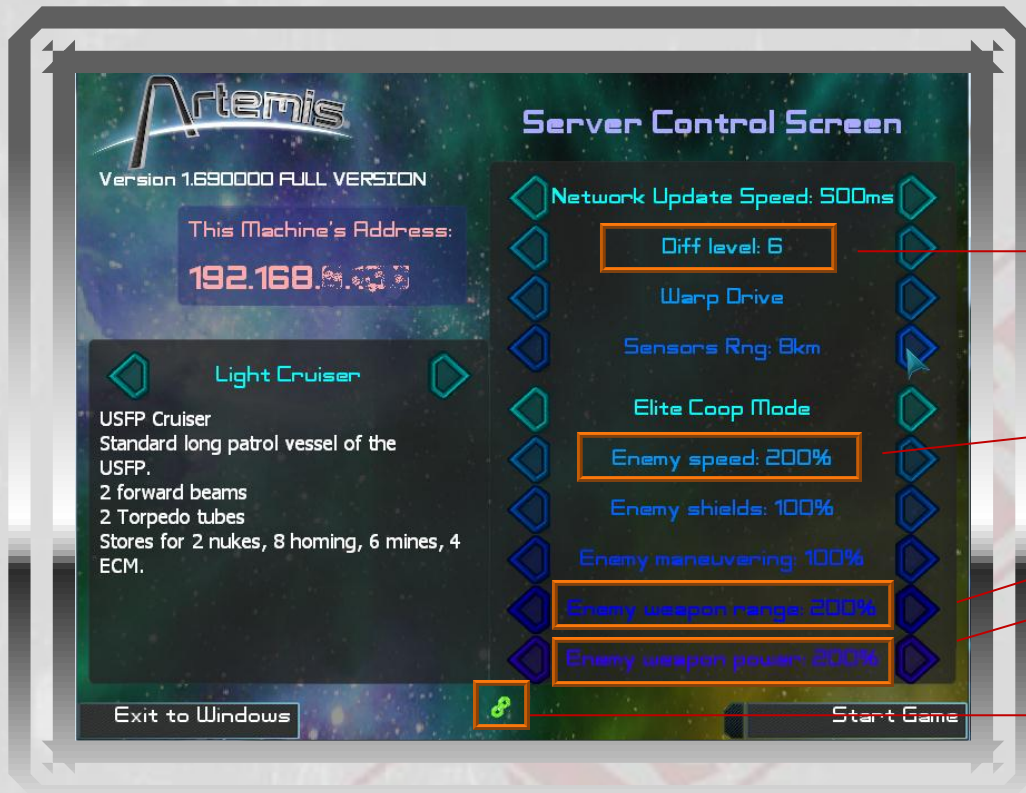 Artemis
Server Control Screen
Version 1.690000 FULL VERSION
This Machine's Address:
192.168.
Network Update Speed: 500ms
Diff level: 6
Warp Drive
Sensors Rng: 8km
Light Cruiser
USFP Cruiser
Standard long patrol vessel of the
USFP.
2 forward beams
2 Torpedo tubes
Stores for 2 nukes, 8 homing, 6 mines, 4
ECM.
Elite Coop Mode
Enemy speed: 200%
Enemy shields: 100%
Enemy maneuvering: 100%
Enemy weapon range: 200%
Enemy weapon power: 200%
Exit to Windows
Start Game